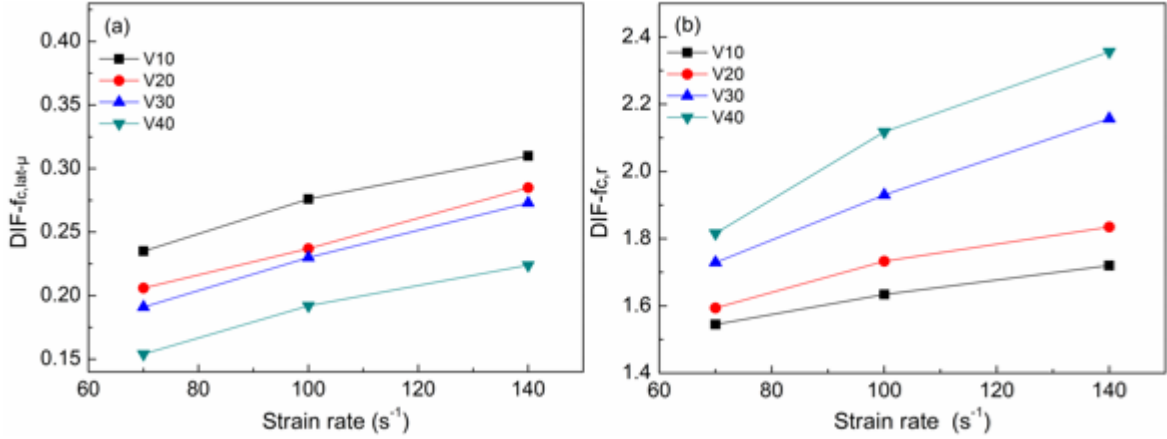 (a)
V10
V20
V30
V40
0.40
0.35
0.30
0.25
0.20
0.15
60 80 100 120 140
DIF-fc,lat-μ
Strain rate (s⁻¹)
(b)
V10
V20
V30
V40
2.4
2.2
2.0
1.8
1.6
1.4
60 80 100 120 140
DIF-fc,r
Strain rate (s⁻¹)